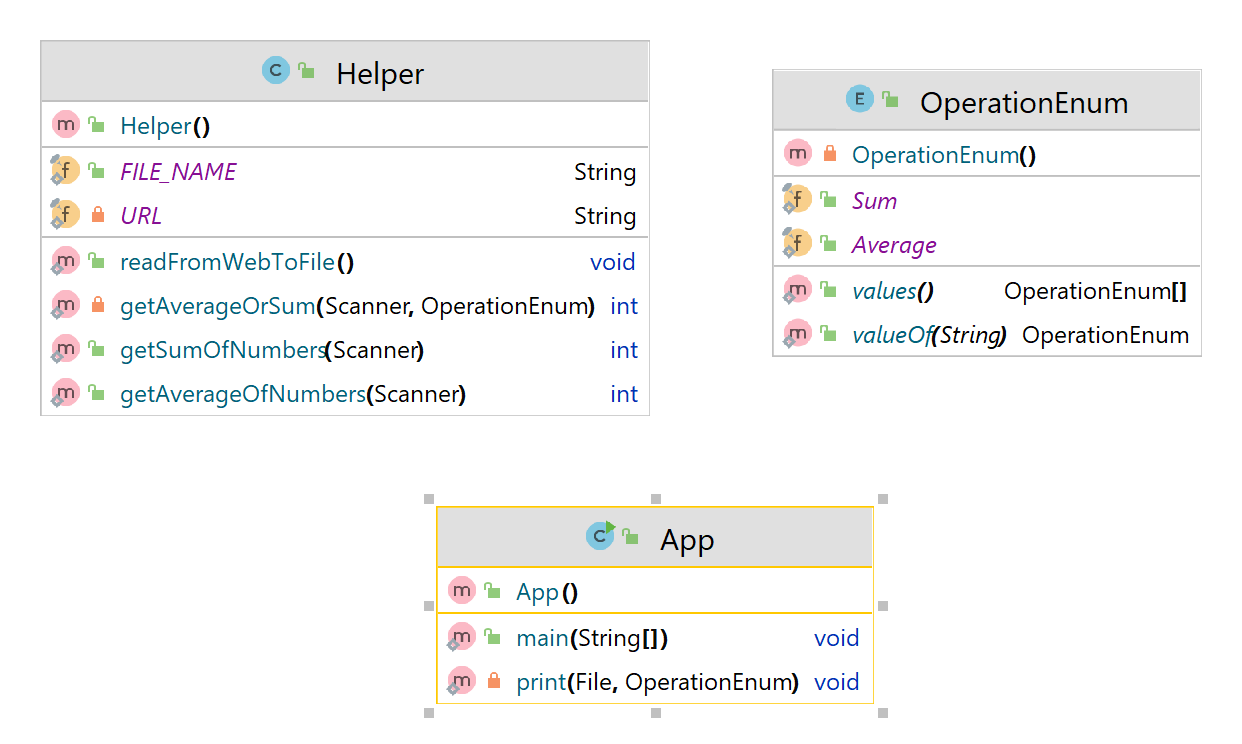 C Helper
m Helper()
f FILE_NAME String
f URL String
m readFromWebToFile() void
m getAverageOrSum(Scanner, OperationEnum) int
m getSumOfNumbers(Scanner) int
m getAverageOfNumbers(Scanner) int
E OperationEnum
m OperationEnum()
f Sum
f Average
m values() OperationEnum[]
m valueOf(String) OperationEnum
C App
m App()
m main(String[]) void
m print(File, OperationEnum) void